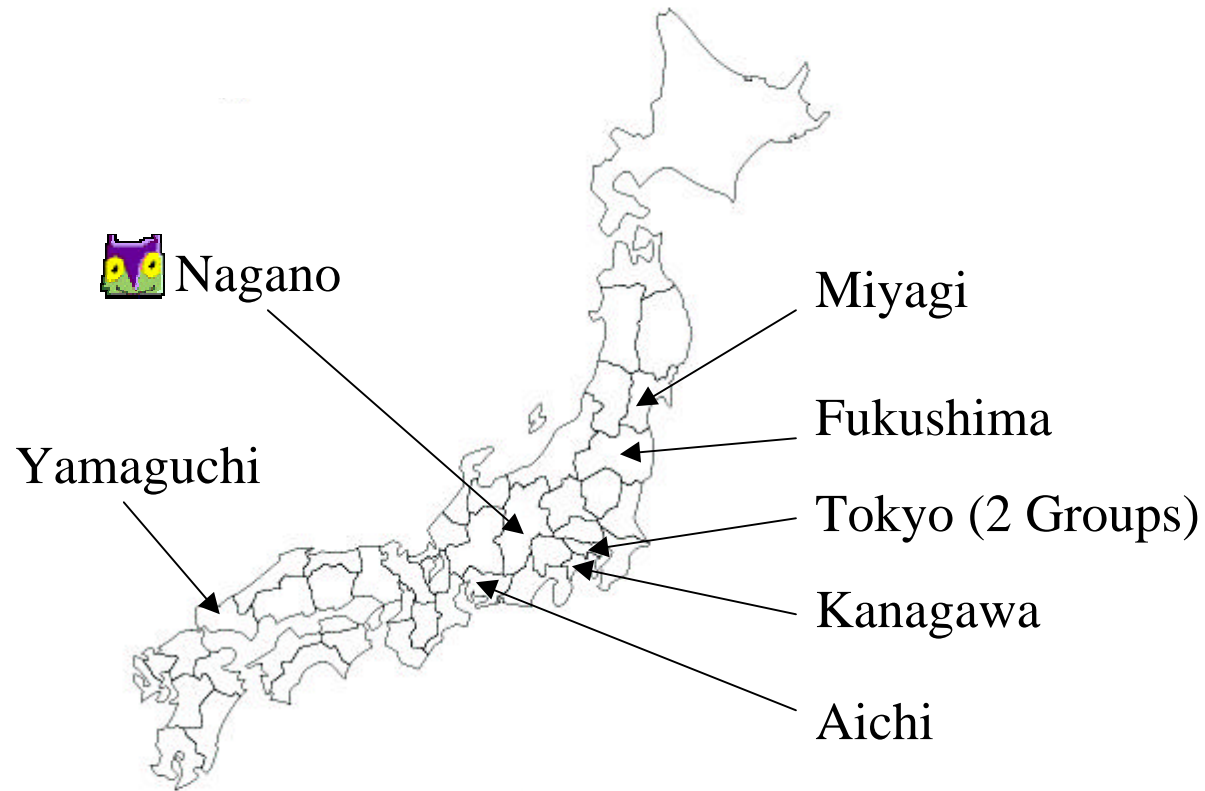 Nagano
Miyagi
Fukushima
Yamaguchi
Tokyo (2 Groups)
Kanagawa
Aichi